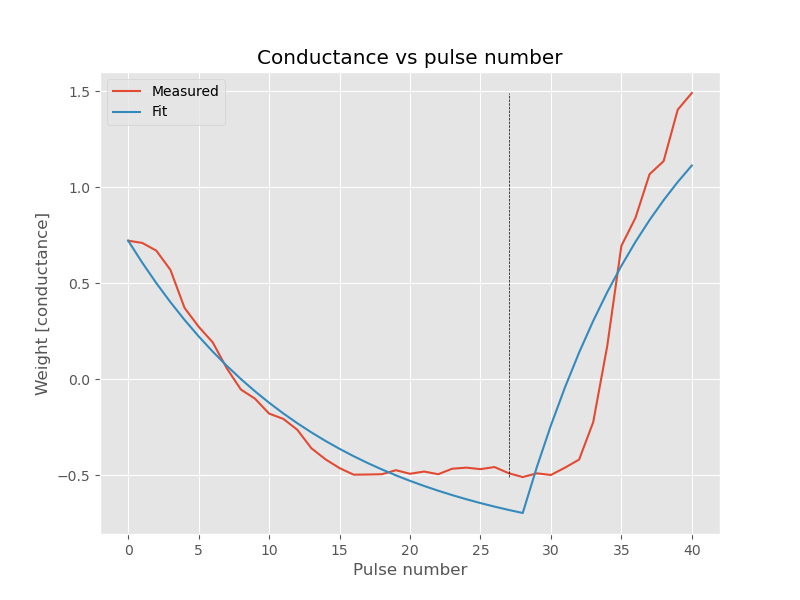 Conductance vs pulse number
Measured
Fit
1.5
1.0
0.5
0.0
−0.5
Weight [conductance]
0 5 10 15 20 25 30 35 40
Pulse number